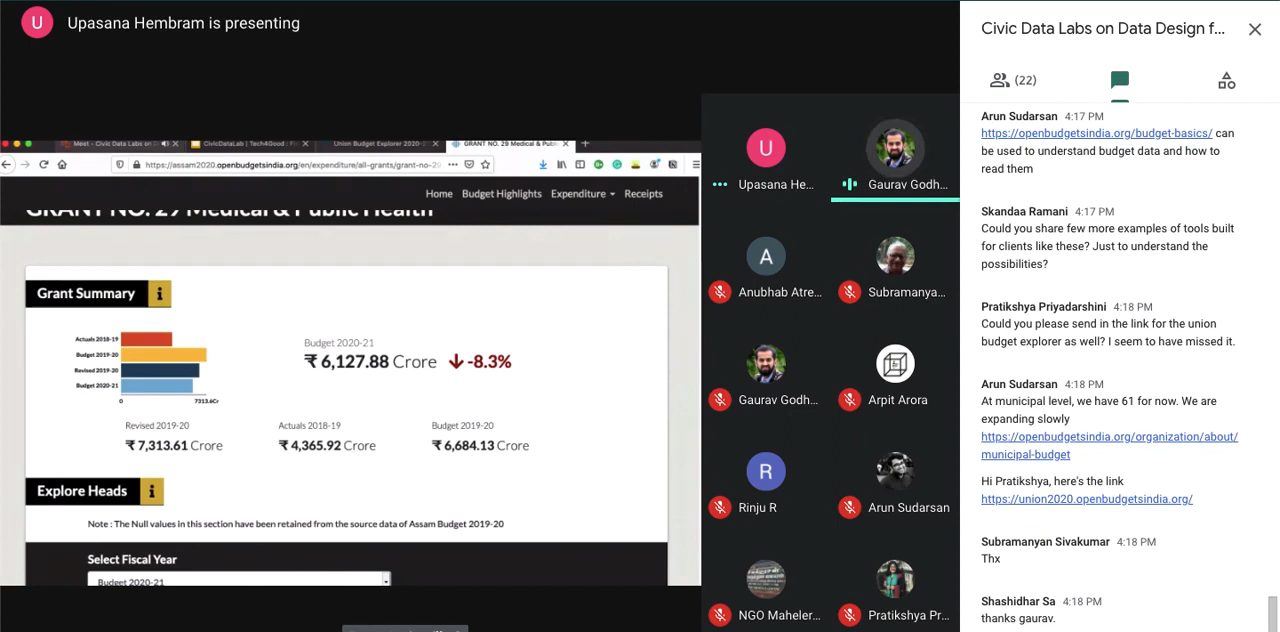 U
Upasana Hembram is presenting
Meet - Civic Data Labs on D
CivicDataLab | Tech4Good : F
Union Budget Explorer 2020-2
GRANT NO. 29 Medical & Pub
https://assam2020.openbudgetsindia.org/en/expenditure/all-grants/grant-no-29
Home Budget Highlights Expenditure Receipts
GRANT NO. 29 Medical & Public Health
Grant Summary i
Actuals 2018-19
Budget 2019-20
Revised 2019-20
Budget 2020-21
0 7313.6Cr
Budget 2020-21
₹ 6,127.88 Crore -8.3%
Revised 2019-20
₹ 7,313.61 Crore
Actuals 2018-19
₹ 4,365.92 Crore
Budget 2019-20
₹ 6,684.13 Crore
Explore Heads i
Note : The Null values in this section have been retained from the source data of Assam Budget 2019-20
Select Fiscal Year
Budget 2020-21
U
Upasana He...
Gaurav Godh...
A
Anubhab Atre...
Subramanya...
Gaurav Godh...
Arpit Arora
R
Rinju R
Arun Sudarsan
NGO Maheler...
Pratikshya Pr...
Civic Data Labs on Data Design f...
(22)
Arun Sudarsan 4:17 PM
https://openbudgetsindia.org/budget-basics/ can
be used to understand budget data and how to
read them
Skandaa Ramani 4:17 PM
Could you share few more examples of tools built
for clients like these? Just to understand the
possibilities?
Pratikshya Priyadarshini 4:18 PM
Could you please send in the link for the union
budget explorer as well? I seem to have missed it.
Arun Sudarsan 4:18 PM
At municipal level, we have 61 for now. We are
expanding slowly
https://openbudgetsindia.org/organization/about/
municipal-budget
Hi Pratikshya, here's the link
https://union2020.openbudgetsindia.org/
Subramanyan Sivakumar 4:18 PM
Thx
Shashidhar Sa 4:18 PM
thanks gaurav.